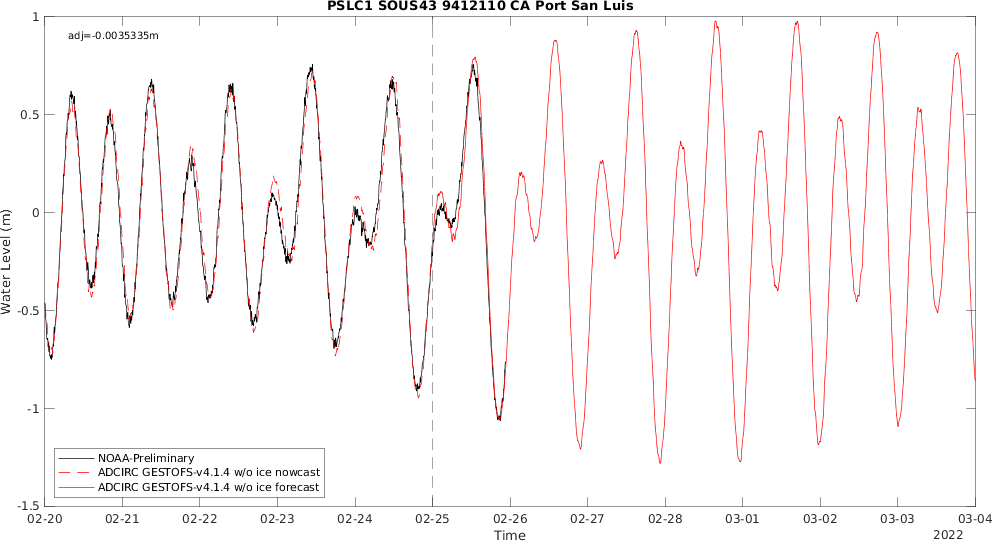 PSLC1 SOUS43 9412110 CA Port San Luis
adj=-0.0035335m
1
0.5
0
-0.5
-1
-1.5
Water Level (m)
NOAA-Preliminary
ADCIRC GESTOFS-v4.1.4 w/o ice nowcast
ADCIRC GESTOFS-v4.1.4 w/o ice forecast
02-20 02-21 02-22 02-23 02-24 02-25 02-26 02-27 02-28 03-01 03-02 03-03 03-04
Time
2022